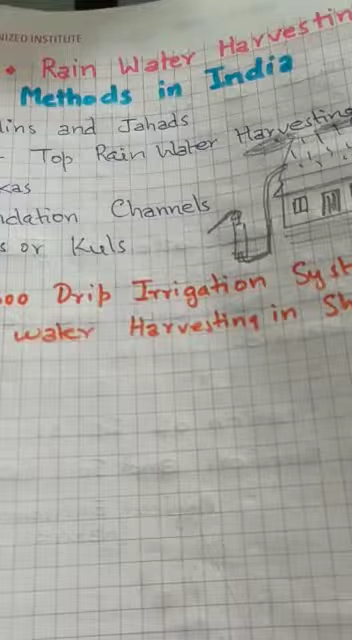 NIZED INSTITUTE
• Rain Water Harvestin
Methods in India
lins and Jahads
- Top Rain Water Harvesting
kas
ndation Channels
s or Kuls
oo Drip Irrigation Syst
water Harvesting in Sh